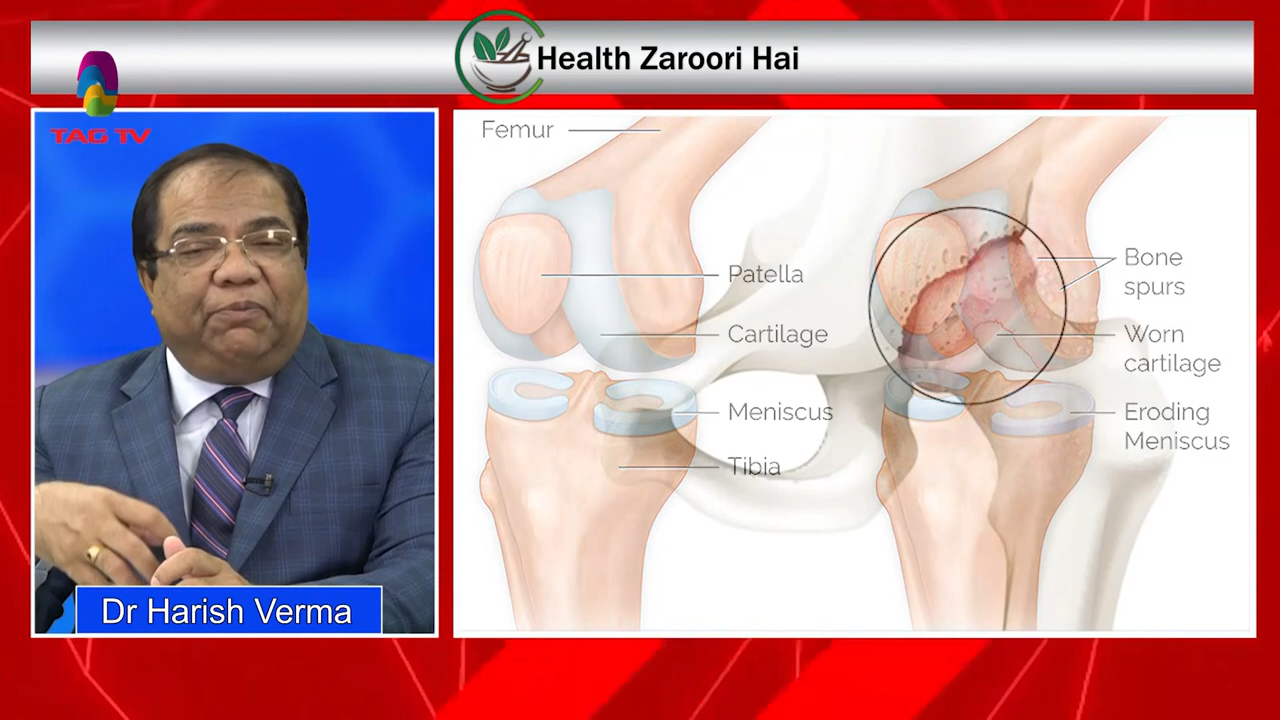 Health Zaroori Hai
TAG TV
Femur
Patella
Cartilage
Meniscus
Tibia
Bone
spurs
Worn
cartilage
Eroding
Meniscus
Dr Harish Verma